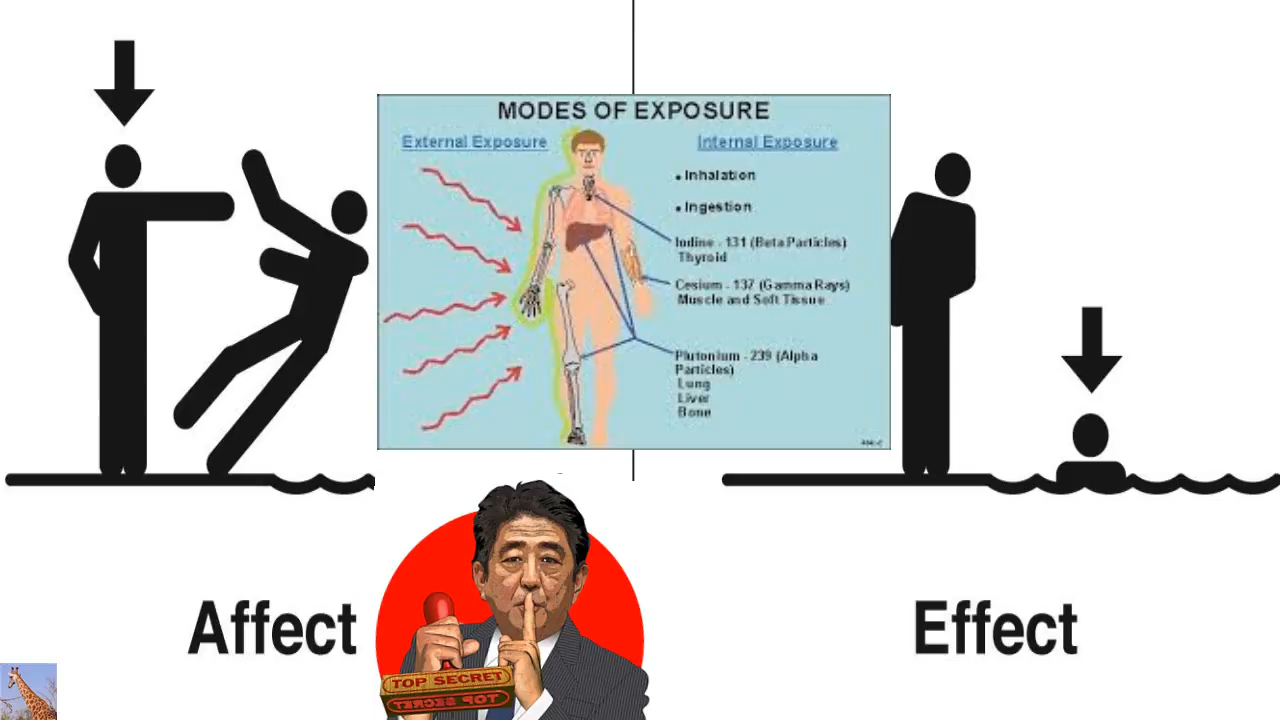 MODES OF EXPOSURE
External Exposure
Internal Exposure
• Inhalation
• Ingestion
Iodine - 131 (Beta Particles)
Thyroid
Cesium - 137 (Gamma Rays)
Muscle and Soft Tissue
Plutonium - 239 (Alpha
Particles)
Lung
Liver
Bone
Affect
Effect
TOP SECRET
TOP SECRET